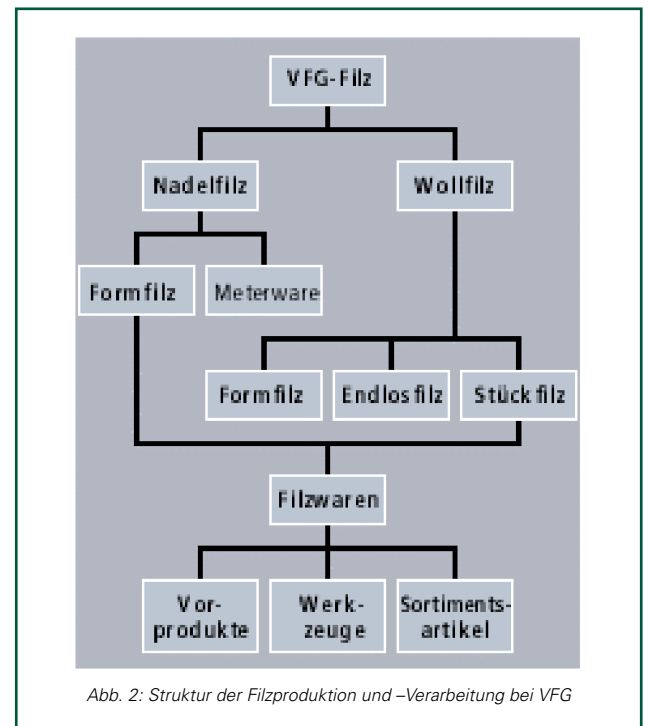 VFG-Filz
Nadelfilz
Wollfilz
Formfilz
Meterware
Formfilz
Endlosfilz
Stückfilz
Filzwaren
Vor-
produkte
Werk-
zeuge
Sortiments-
artikel
Abb. 2: Struktur der Filzproduktion und –Verarbeitung bei VFG